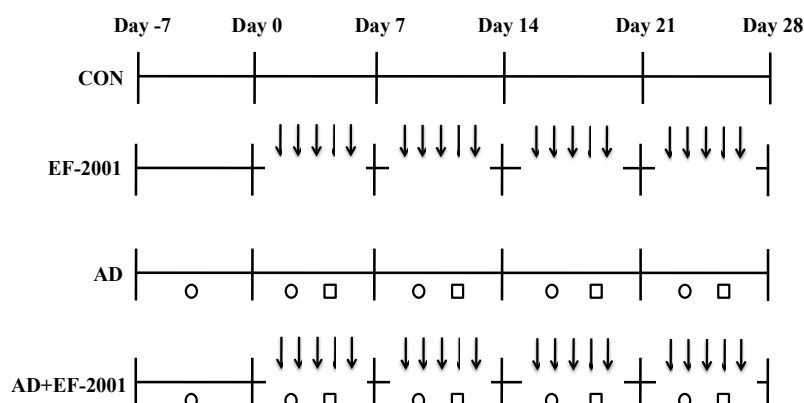 Day -7 Day 0 Day 7 Day 14 Day 21 Day 28
CON
EF-2001
AD
AD+EF-2001